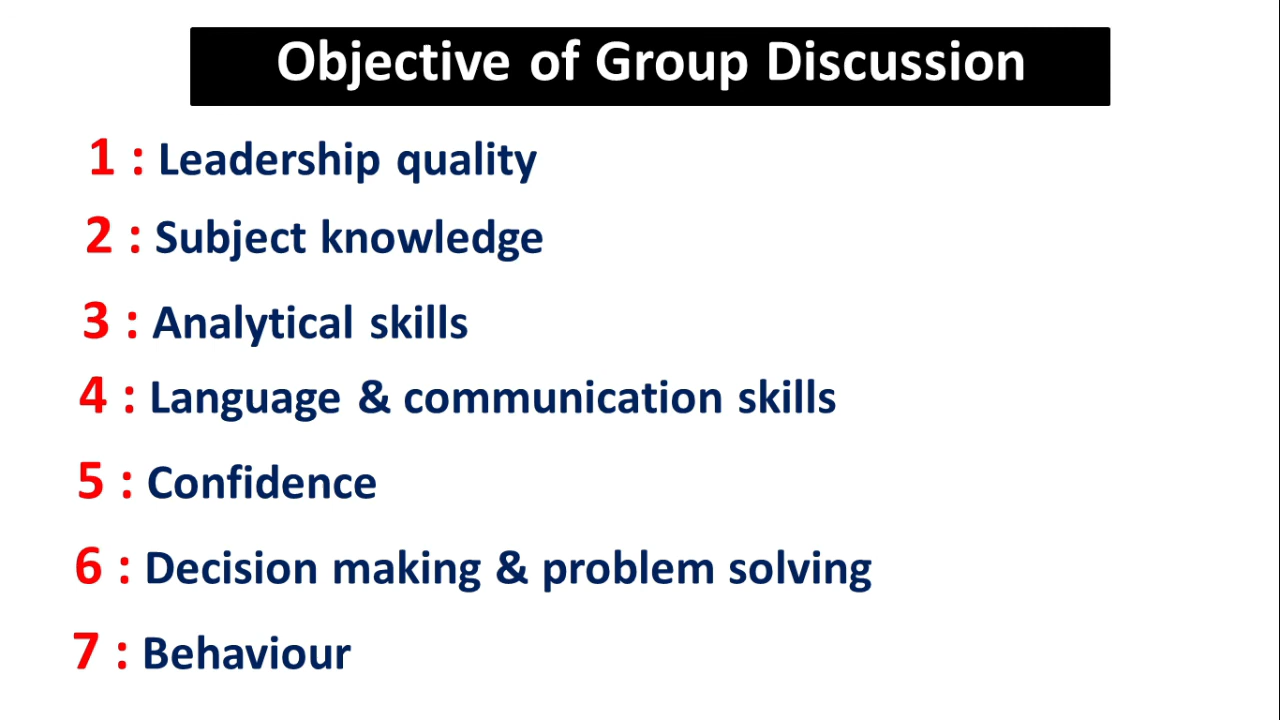 Objective of Group Discussion
1 : Leadership quality
2 : Subject knowledge
3 : Analytical skills
4 : Language & communication skills
5 : Confidence
6 : Decision making & problem solving
7 : Behaviour